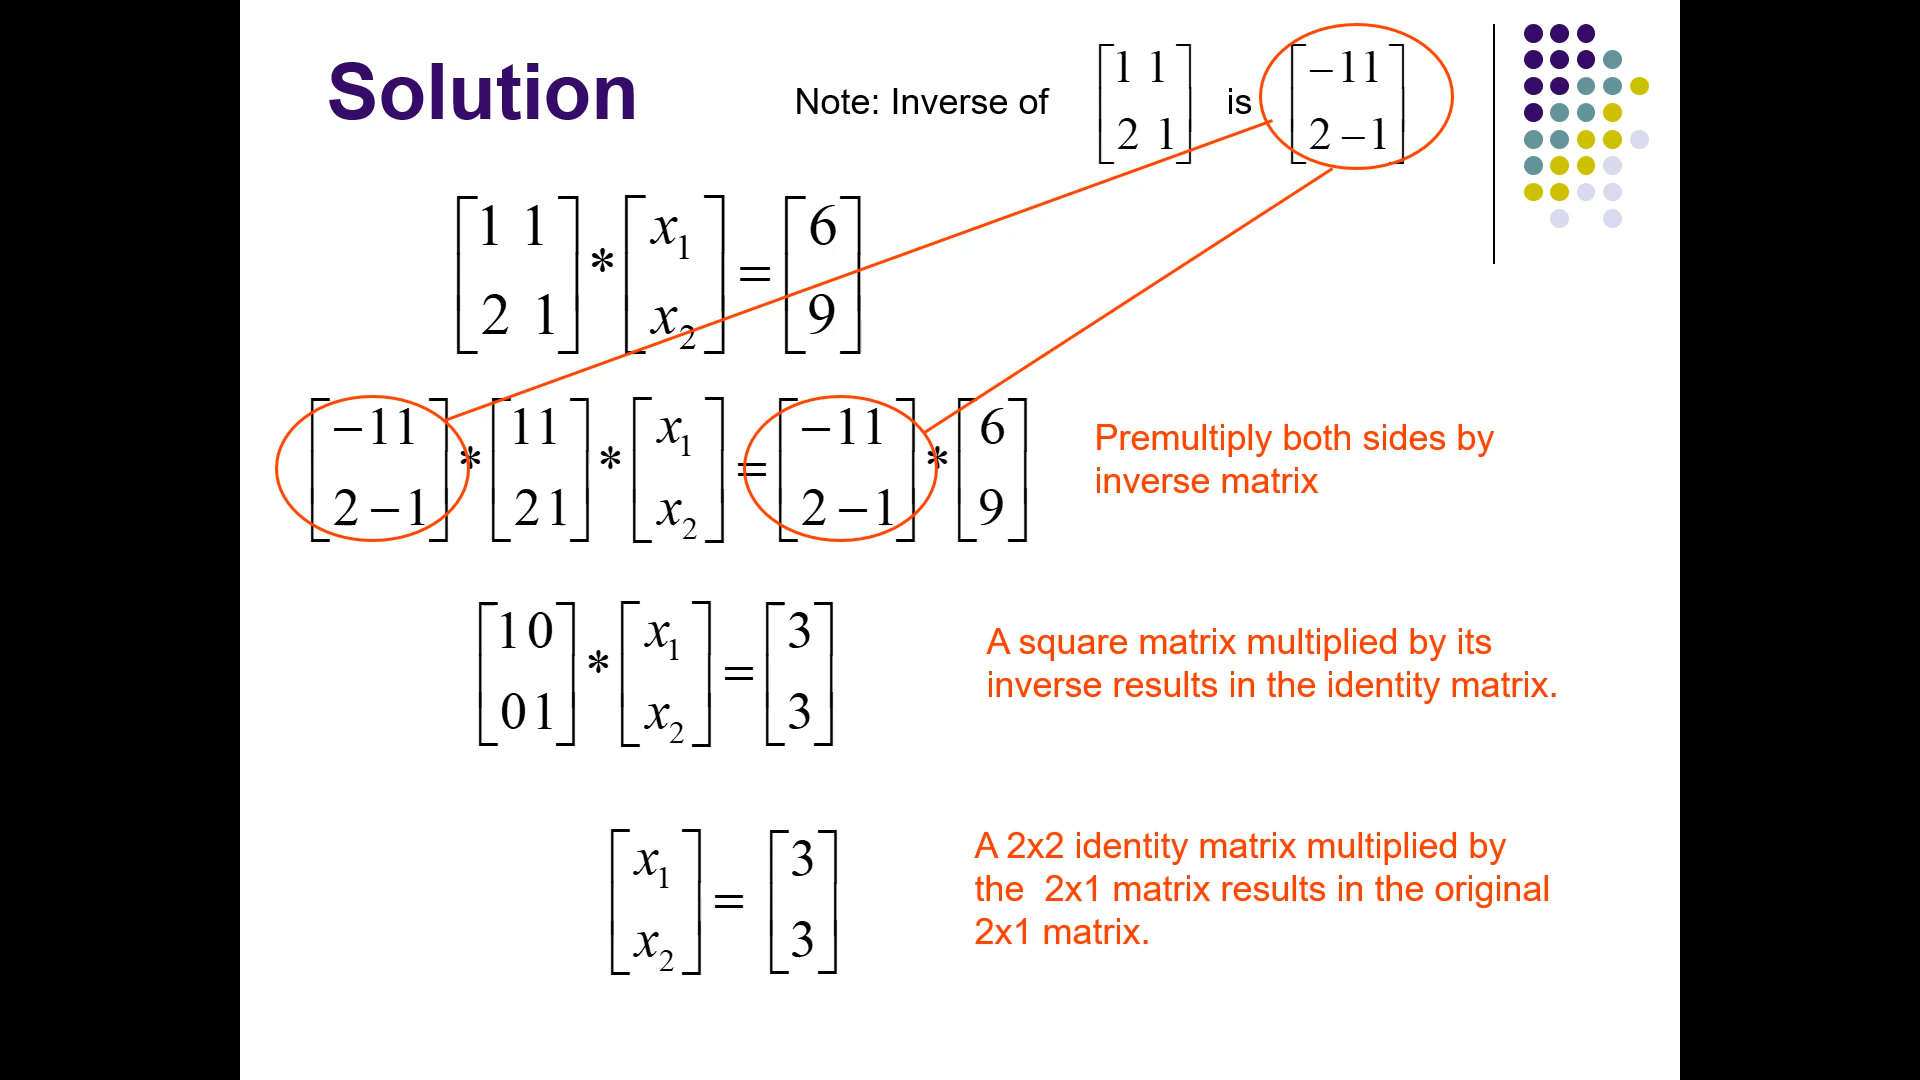 Solution
Note: Inverse of [1 1; 2 1] is [−1 1; 2 −1]
[1 1; 2 1] * [x₁; x₂] = [6; 9]
[−1 1; 2 −1] * [1 1; 2 1] * [x₁; x₂] = [−1 1; 2 −1] * [6; 9]
Premultiply both sides by
inverse matrix
[1 0; 0 1] * [x₁; x₂] = [3; 3]
A square matrix multiplied by its
inverse results in the identity matrix.
[x₁; x₂] = [3; 3]
A 2x2 identity matrix multiplied by
the 2x1 matrix results in the original
2x1 matrix.